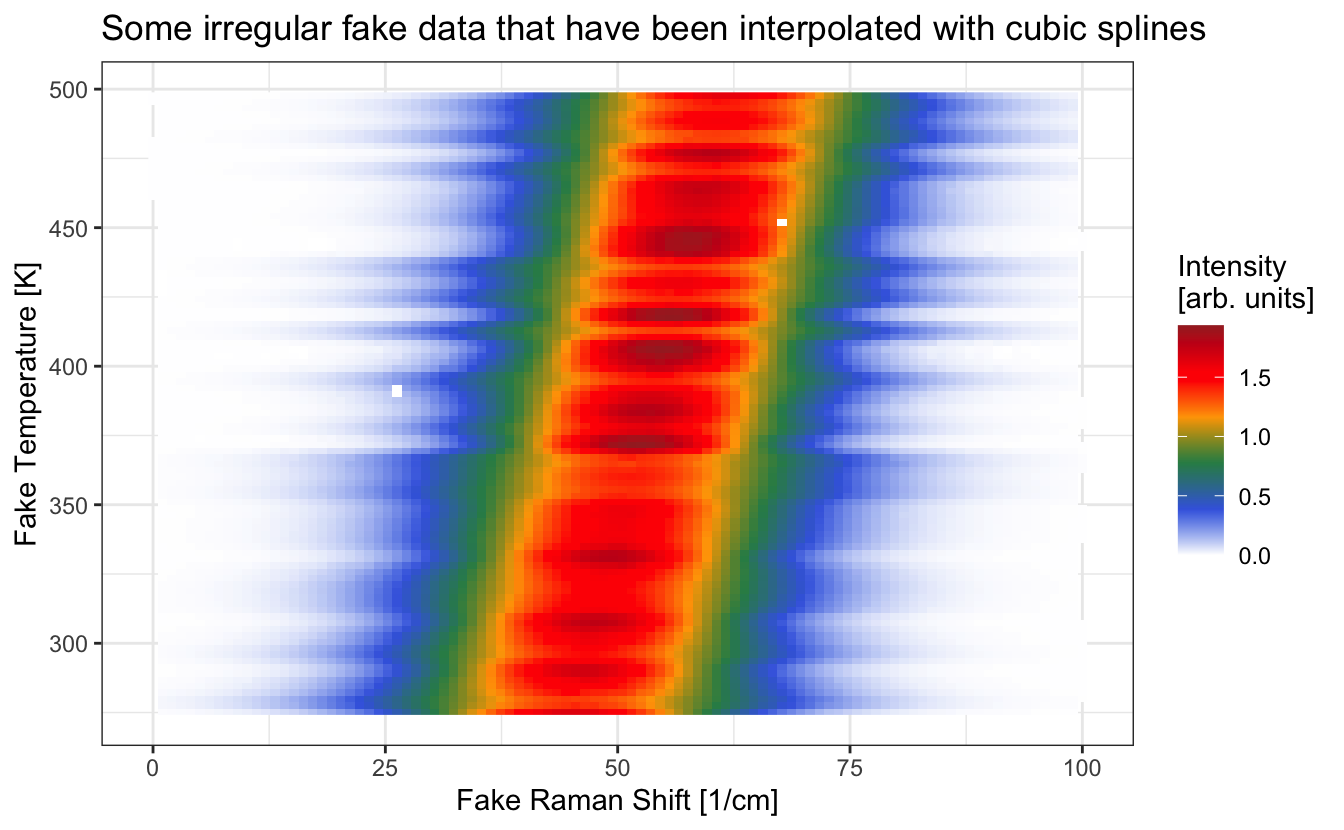 Some irregular fake data that have been interpolated with cubic splines
500
450
400
350
300
Fake Temperature [K]
0 25 50 75 100
Fake Raman Shift [1/cm]
Intensity
[arb. units]
1.5
1.0
0.5
0.0